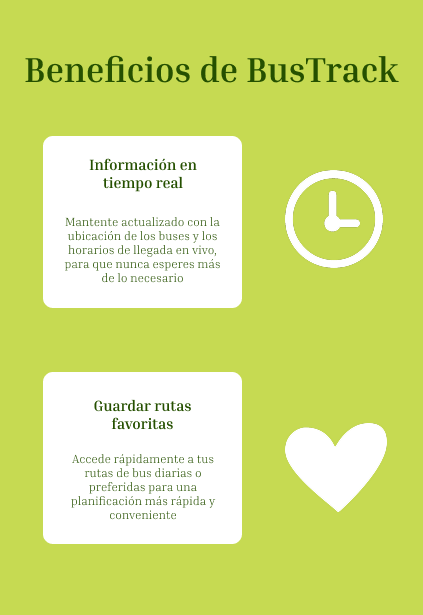 Beneficios de BusTrack
Información en
tiempo real
Mantente actualizado con la
ubicación de los buses y los
horarios de llegada en vivo,
para que nunca esperes más
de lo necesario
Guardar rutas
favoritas
Accede rápidamente a tus
rutas de bus diarias o
preferidas para una
planificación más rápida y
conveniente